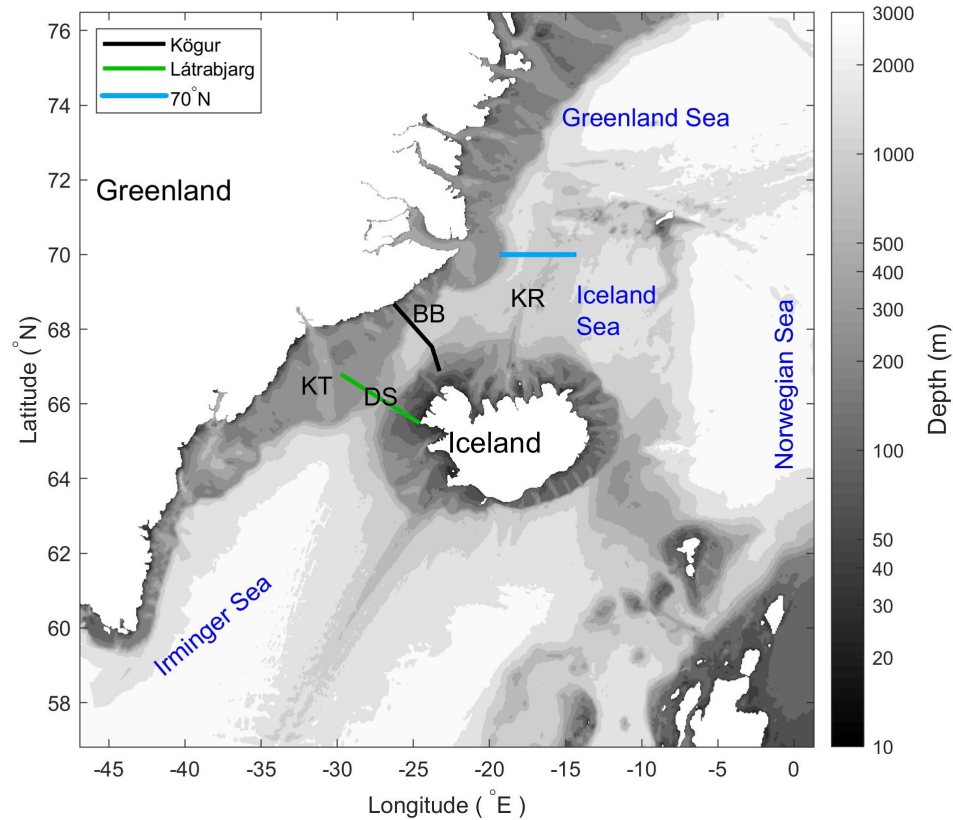 Kögur
Látrabjarg
70°N
Greenland Sea
Greenland
KR
Iceland
Sea
BB
KT
DS
Iceland
Norwegian Sea
Irminger Sea
76
74
72
70
68
66
64
62
60
58
Latitude (°N)
-45
-40
-35
-30
-25
-20
-15
-10
-5
0
Longitude ( °E )
3000
2000
1000
500
400
300
200
100
50
40
30
20
10
Depth (m)